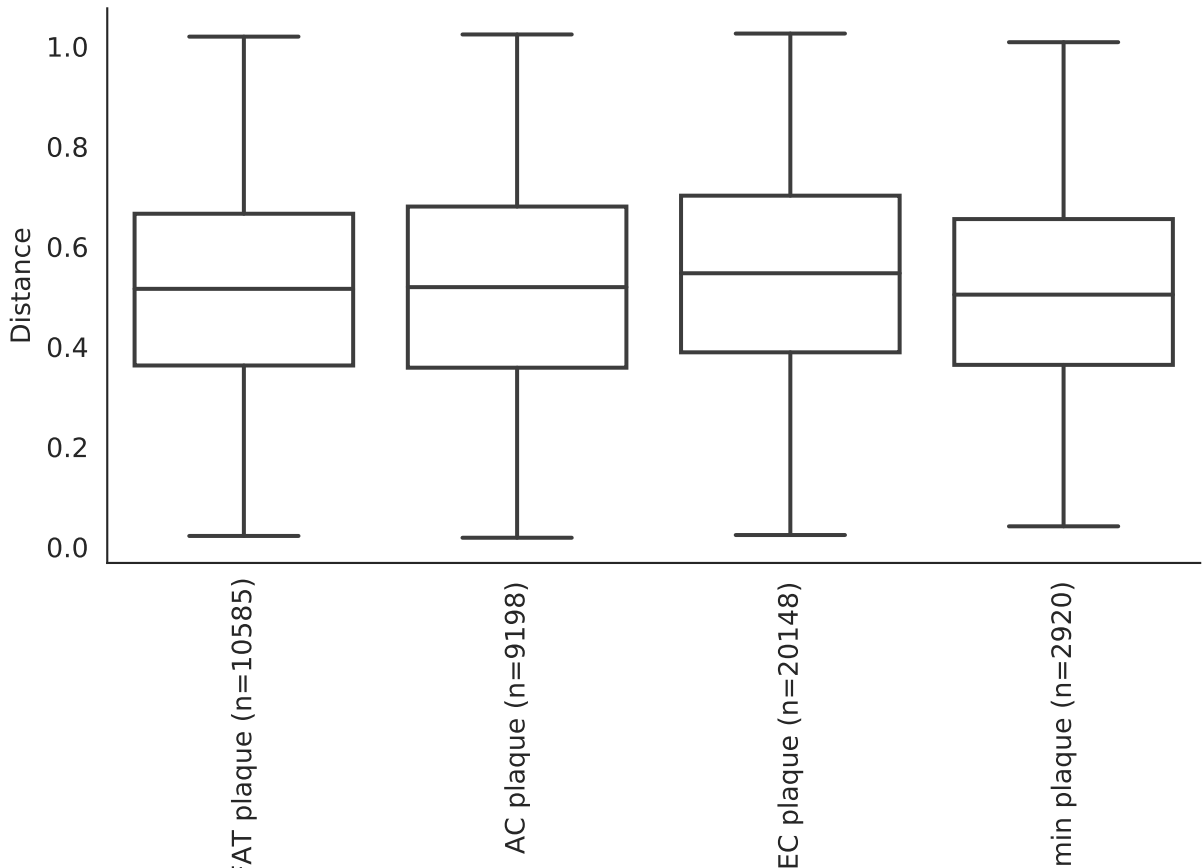 1.0
0.8
0.6
0.4
0.2
0.0
Distance
AT plaque (n=10585)
AC plaque (n=9198)
EC plaque (n=20148)
min plaque (n=2920)